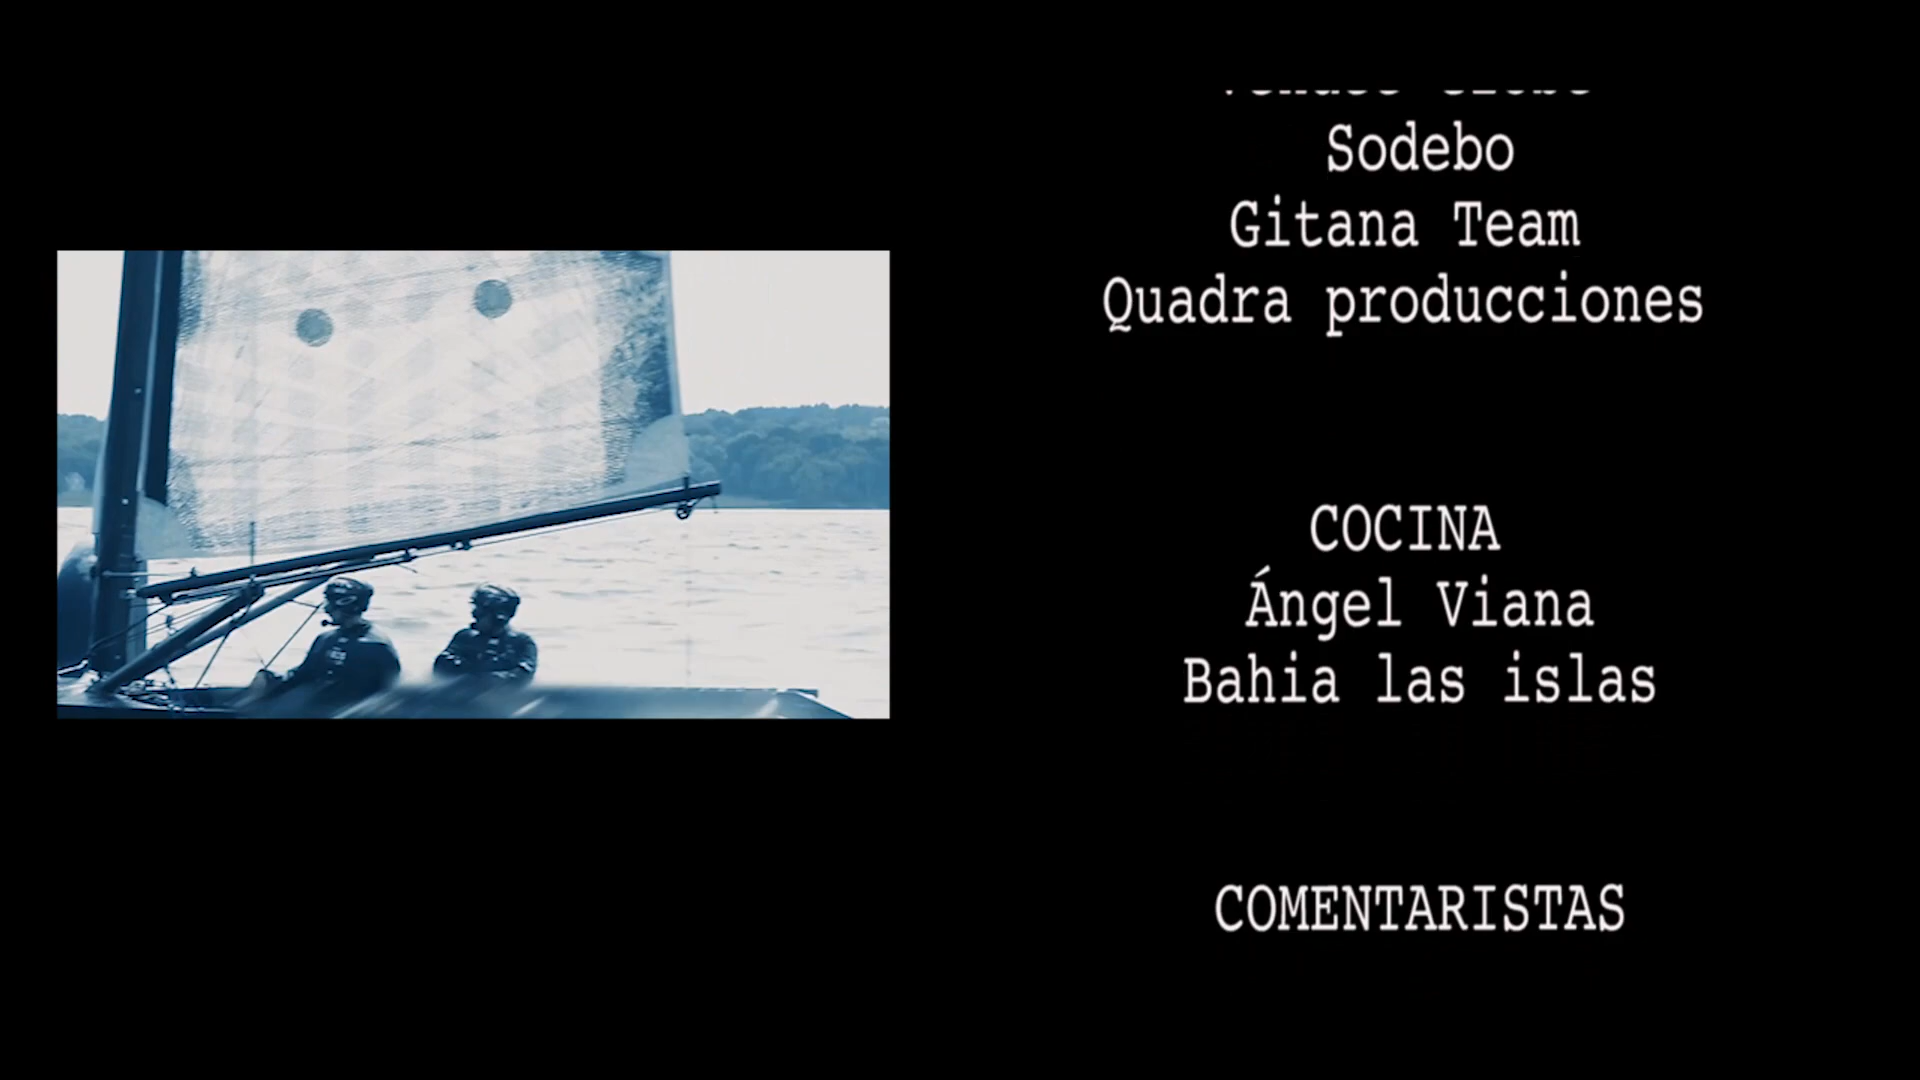 Sodebo
Gitana Team
Quadra producciones
COCINA
Ángel Viana
Bahia las islas
COMENTARISTAS